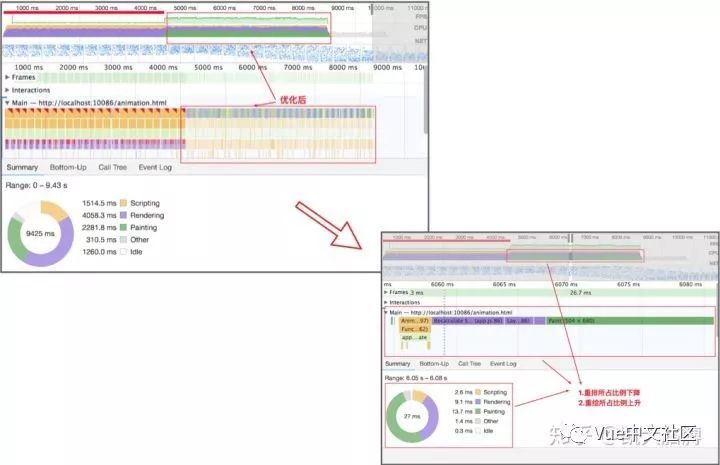 1000 ms 2000 ms 3000 ms 4000 ms 5000 ms 6000 ms 7000 ms 8000 ms 9000 ms 11000 m
FPS
CPU
NET
1000 ms 2000 ms 3000 ms 4000 ms 5000 ms 6000 ms 7000 ms 8000 ms 9000 ms
Frames
Interactions
优化后
Main — http://localhost:10086/animation.html
Summary Bottom-Up Call Tree Event Log
Range: 0 – 9.43 s
1514.5 ms Scripting
4058.3 ms Rendering
2281.8 ms Painting
310.5 ms Other
1260.0 ms Idle
9425 ms
1000 ms 2000 ms 3000 ms 4000 ms 5000 ms 6000 ms 7000 ms 8000 ms 9000 ms 10000 ms
ms 6060 ms 6065 ms 6070 ms 6075 ms 6080 ms
Frames .3 ms 26.7 ms
Interactions
Main — http://localhost:10086/animation.html
Anim...97) Recalculate S... (app.js:86) Lay...86) ... Paint (504 × 680)
Func...62)
app...ate
Summary Bottom-Up Call Tree Event Log
Range: 6.05 s – 6.08 s
2.6 ms Scripting
9.1 ms Rendering
13.7 ms Painting
1.4 ms Other
0.3 ms Idle
27 ms
1.重排所占比例下降
2.重绘所占比例上升
Vue中文社区